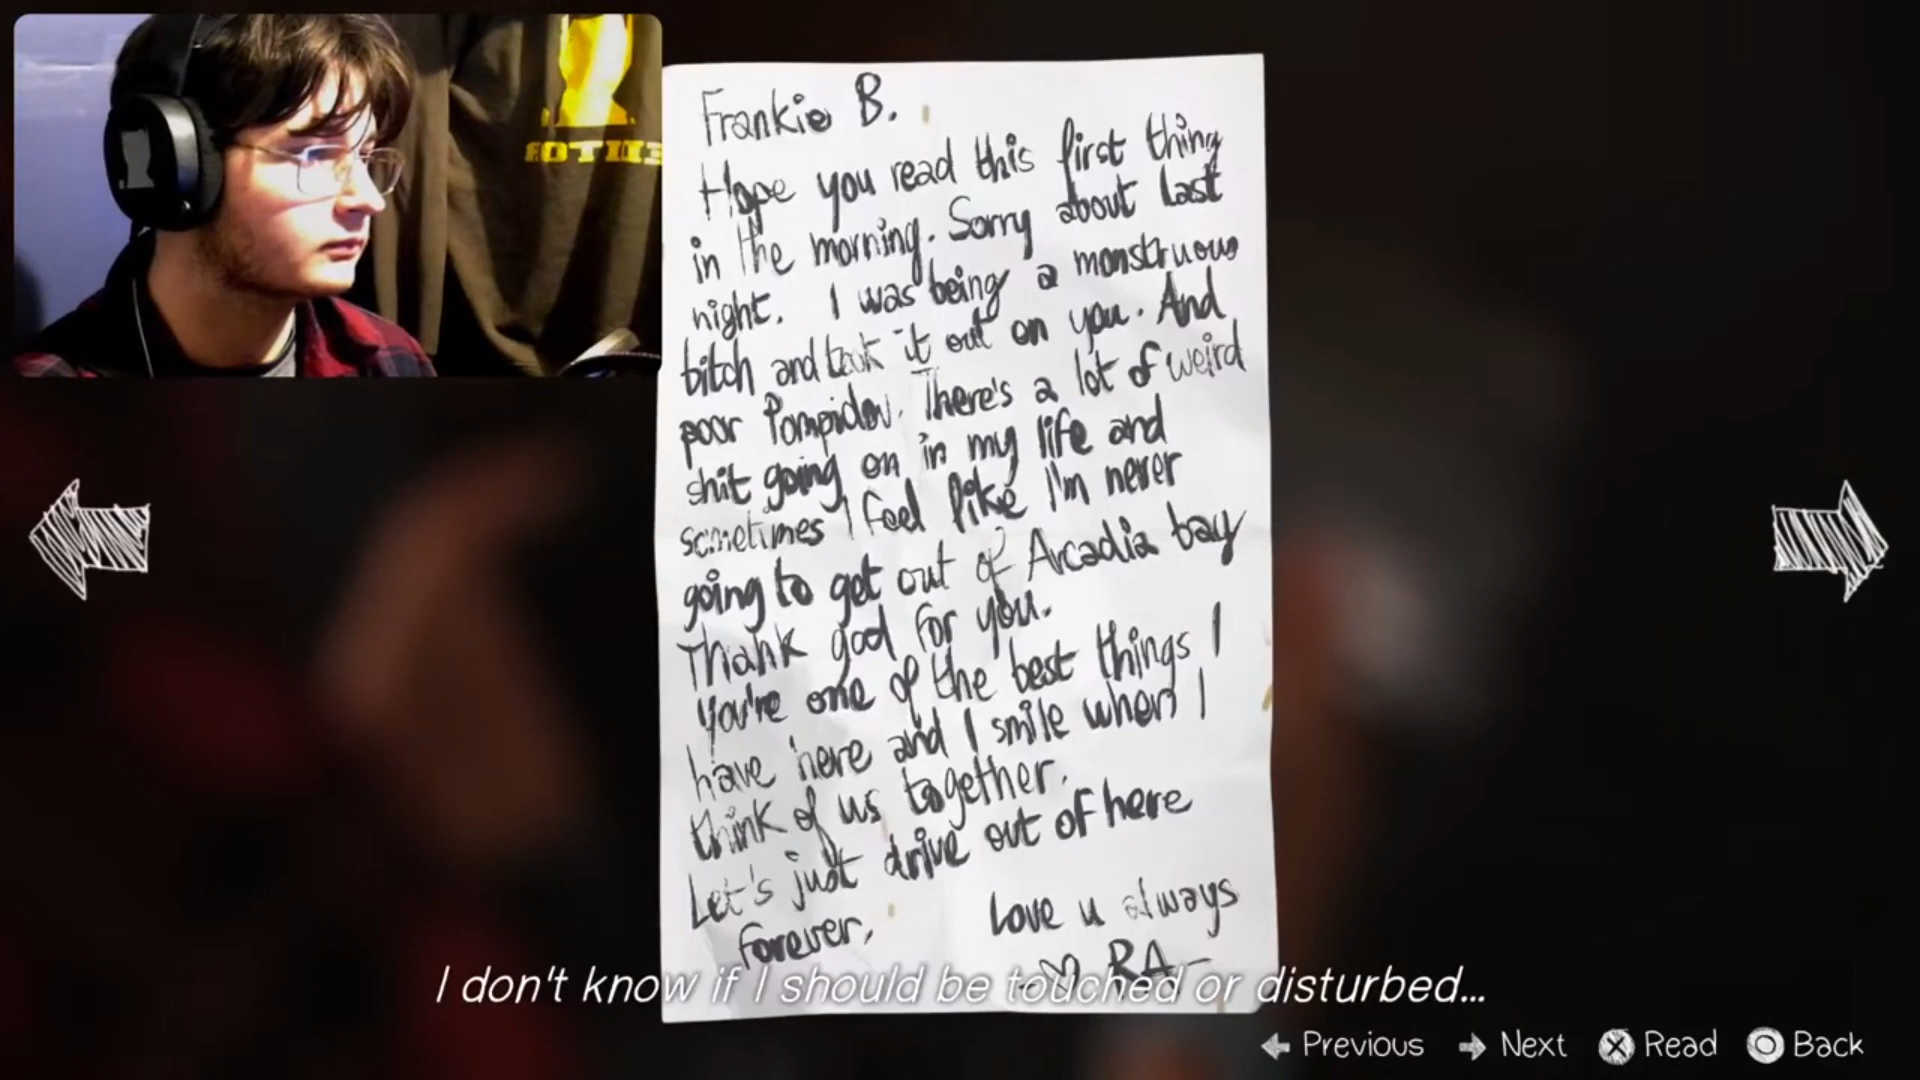 Frankie B.
Hope you read this first thing
in the morning. Sorry about last
night. I was being a monstruous
bitch and took it out on you. And
poor Pompidou. There's a lot of weird
shit going on in my life and
sometimes I feel like I'm never
going to get out of Arcadia bay
Thank god for you.
You're one of the best things I
have here and I smile when I
think of us together.
Let's just drive out of here
forever.
Love u always
-♡ RA-
I don't know if I should be touched or disturbed...
Previous
Next
Read
Back